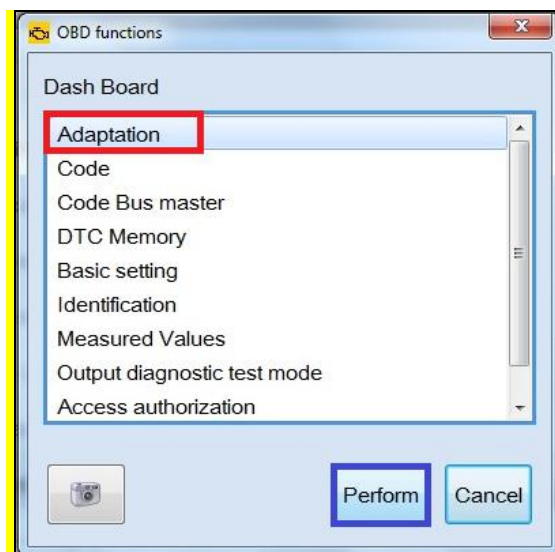 OBD functions
Dash Board
Adaptation
Code
Code Bus master
DTC Memory
Basic setting
Identification
Measured Values
Output diagnostic test mode
Access authorization
Perform
Cancel